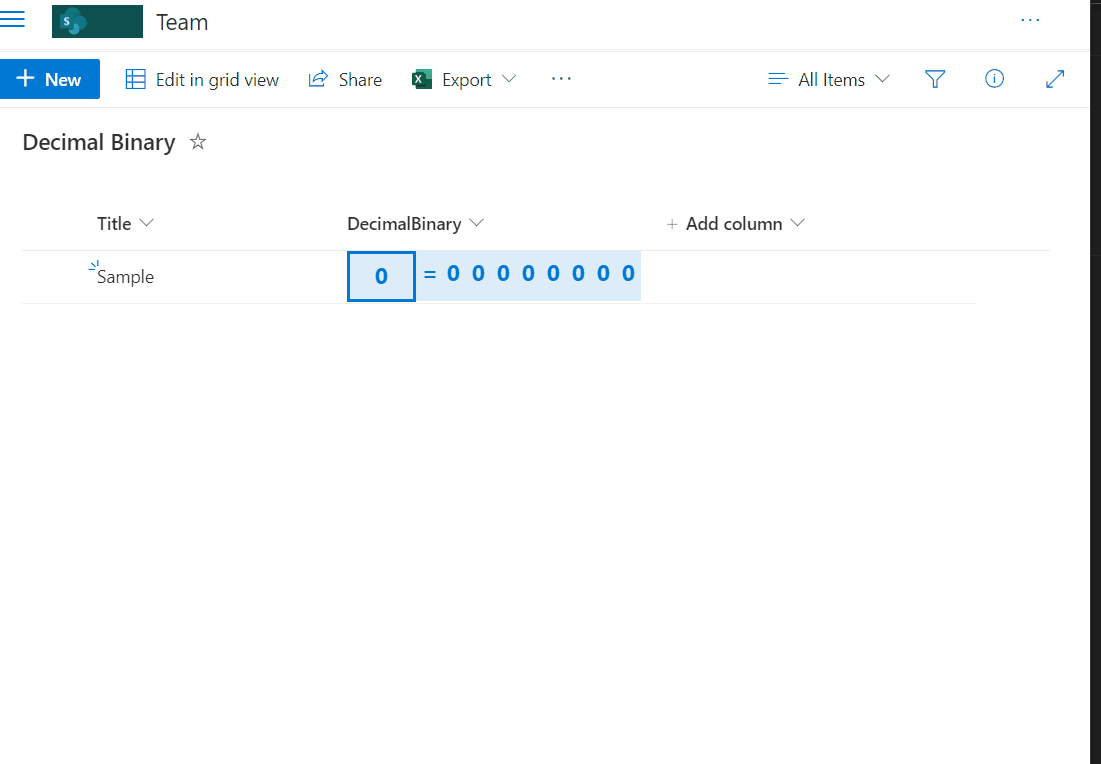 S Team ...
+ New Edit in grid view Share X Export ... All Items
Decimal Binary
Title DecimalBinary + Add column
Sample 0 = 0 0 0 0 0 0 0 0